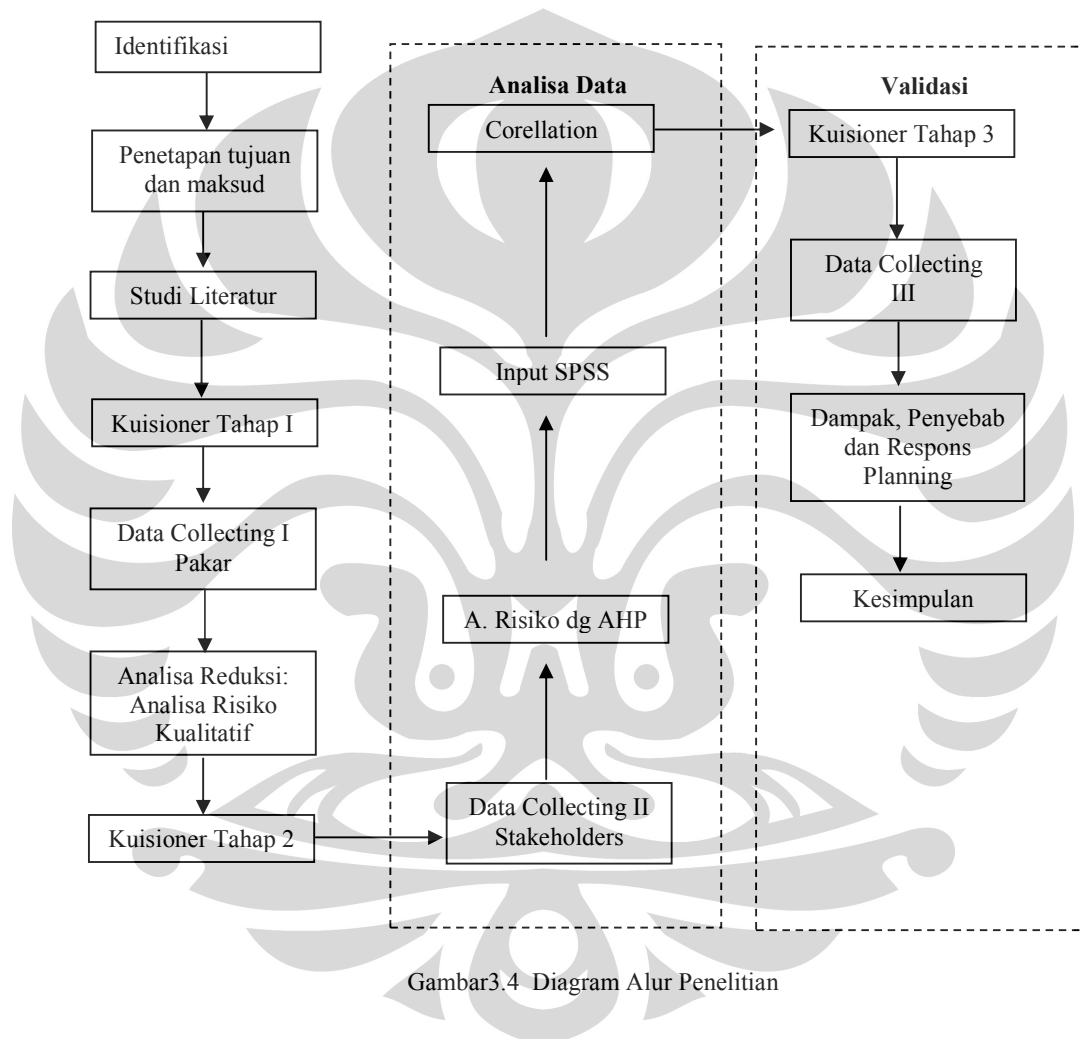 Identifikasi
Penetapan tujuan
dan maksud
Studi Literatur
Kuisioner Tahap I
Data Collecting I
Pakar
Analisa Reduksi:
Analisa Risiko
Kualitatif
Kuisioner Tahap 2
Analisa Data
Corellation
Input SPSS
A. Risiko dg AHP
Data Collecting II
Stakeholders
Validasi
Kuisioner Tahap 3
Data Collecting
III
Dampak, Penyebab
dan Respons
Planning
Kesimpulan
Gambar3.4 Diagram Alur Penelitian